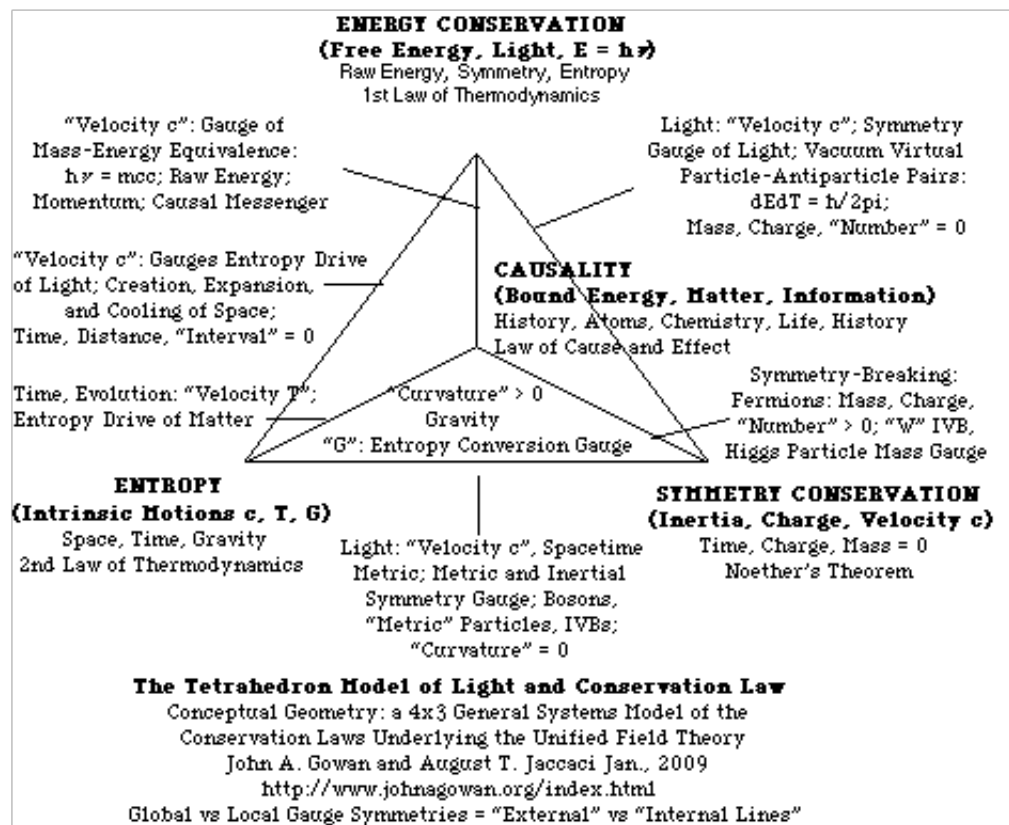 ENERGY CONSERVATION
(Free Energy, Light, E = hν)
Raw Energy, Symmetry, Entropy
1st Law of Thermodynamics
“Velocity c”: Gauge of
Mass-Energy Equivalence:
hν = mcc; Raw Energy;
Momentum; Causal Messenger
Light: “Velocity c”; Symmetry
Gauge of Light; Vacuum Virtual
Particle-Antiparticle Pairs:
dEdT = h/2pi;
Mass, Charge, “Number” = 0
“Velocity c”: Gauges Entropy Drive
of Light; Creation, Expansion,
and Cooling of Space;
Time, Distance, “Interval” = 0
CAUSALITY
(Bound Energy, Matter, Information)
History, Atoms, Chemistry, Life, History
Law of Cause and Effect
Time, Evolution: “Velocity T”;
Entropy Drive of Matter
“Curvature” > 0
Gravity
“G”: Entropy Conversion Gauge
Symmetry-Breaking:
Fermions: Mass, Charge,
“Number” > 0; “W” IVB,
Higgs Particle Mass Gauge
ENTROPY
(Intrinsic Motions c, T, G)
Space, Time, Gravity
2nd Law of Thermodynamics
Light: “Velocity c”, Spacetime
Metric; Metric and Inertial
Symmetry Gauge; Bosons,
“Metric” Particles, IVBs;
“Curvature” = 0
SYMMETRY CONSERVATION
(Inertia, Charge, Velocity c)
Time, Charge, Mass = 0
Noether’s Theorem
The Tetrahedron Model of Light and Conservation Law
Conceptual Geometry: a 4x3 General Systems Model of the
Conservation Laws Underlying the Unified Field Theory
John A. Gowan and August T. Jaccaci Jan., 2009
http://www.johnagowan.org/index.html
Global vs Local Gauge Symmetries = “External” vs “Internal Lines”